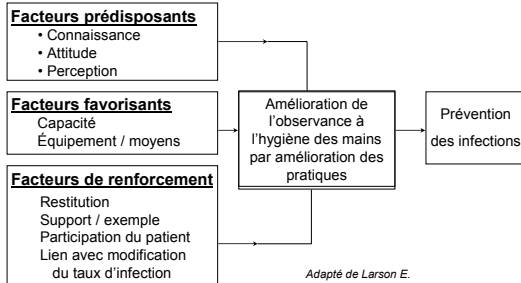 Facteurs prédisposants
• Connaissance
• Attitude
• Perception
Facteurs favorisants
Capacité
Équipement / moyens
Facteurs de renforcement
Restitution
Support / exemple
Participation du patient
Lien avec modification
du taux d'infection
Amélioration de
l'observance à
l'hygiène des mains
par amélioration des
pratiques
Prévention
des infections
Adapté de Larson E.